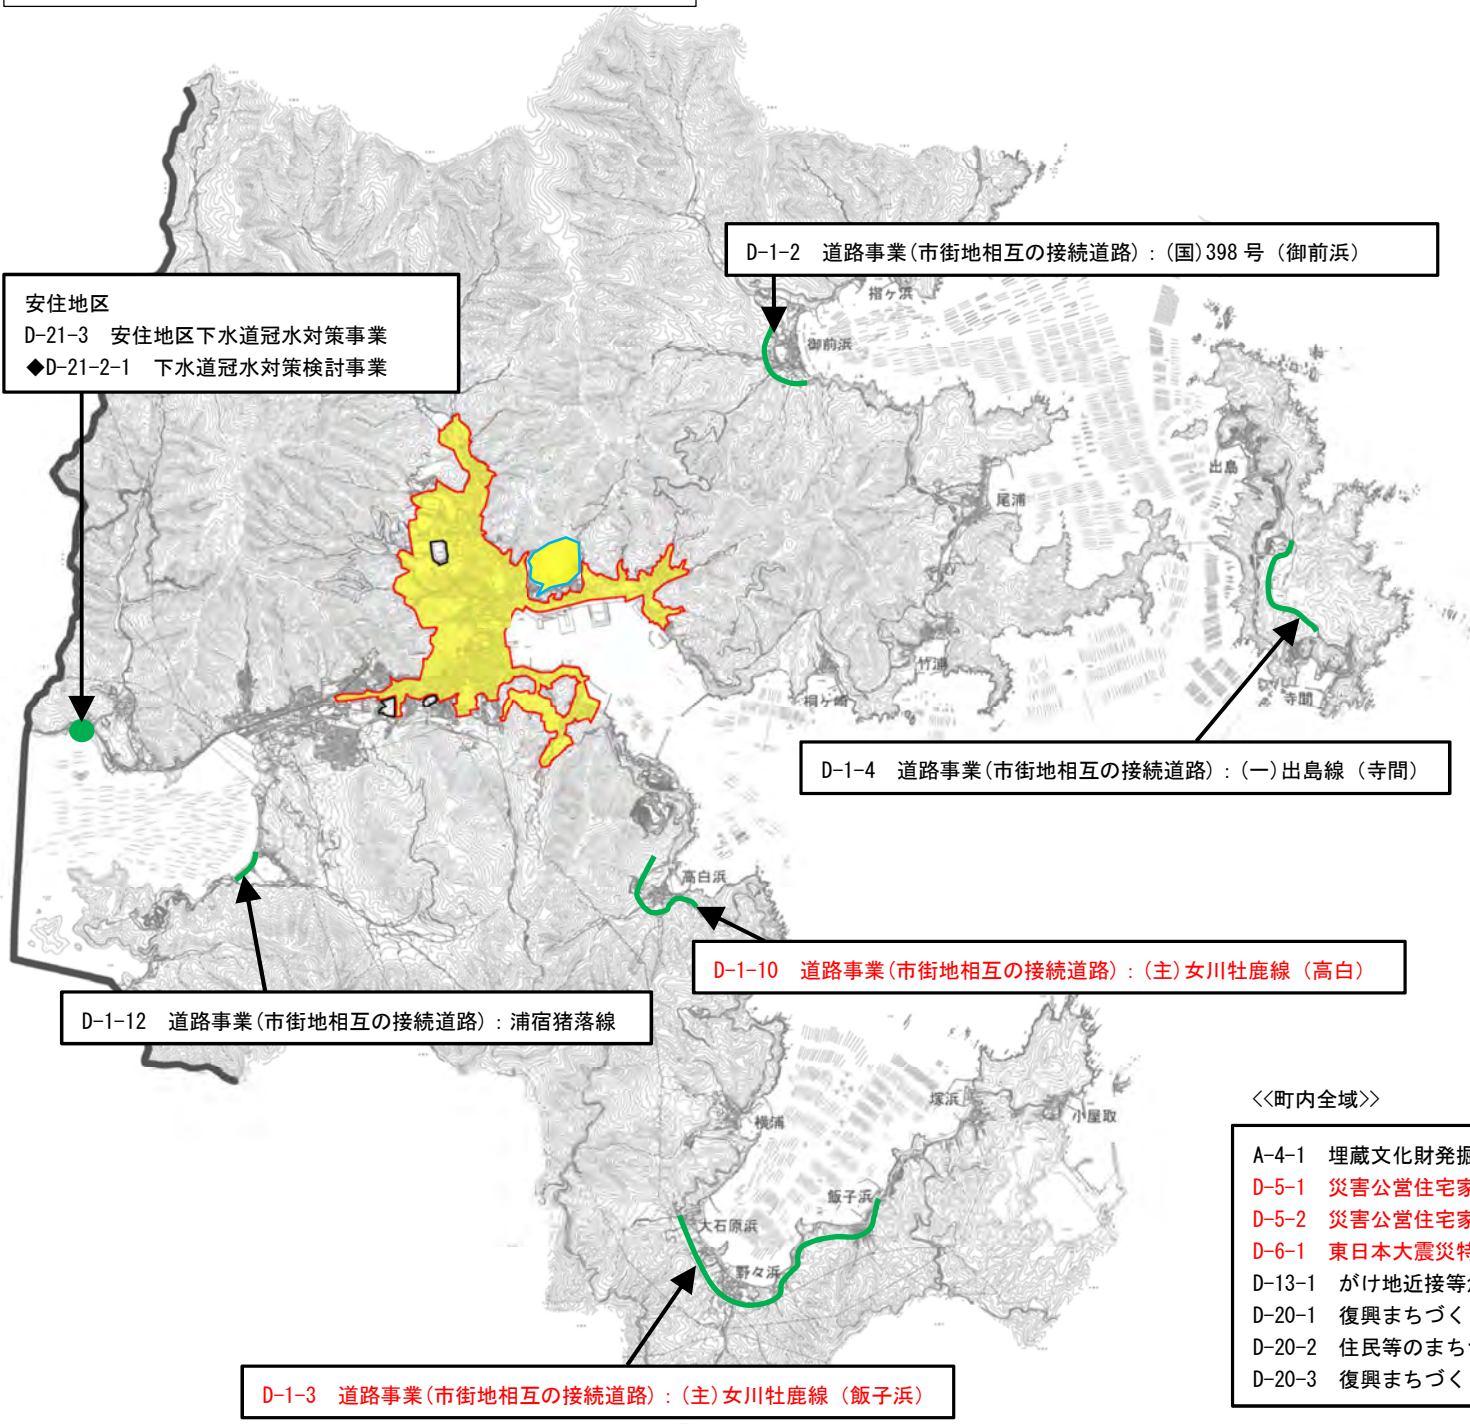 D-1-2　道路事業(市街地相互の接続道路)：(国)398号（御前浜）
指ヶ浜
御前浜
安住地区
D-21-3　安住地区下水道冠水対策事業
◆D-21-2-1　下水道冠水対策検討事業
出島
尾浦
竹浦
桐ヶ崎
寺間
D-1-4　道路事業(市街地相互の接続道路)：(一)出島線（寺間）
高白浜
D-1-10　道路事業(市街地相互の接続道路)：(主)女川牡鹿線（高白）
D-1-12　道路事業(市街地相互の接続道路)：浦宿猪落線
塚浜
小屋取
横浦
飯子浜
大石原浜
野々浜
D-1-3　道路事業(市街地相互の接続道路)：(主)女川牡鹿線（飯子浜）
<<町内全域>>
A-4-1　埋蔵文化財発掘
D-5-1　災害公営住宅家
D-5-2　災害公営住宅家
D-6-1　東日本大震災特
D-13-1　がけ地近接等
D-20-1　復興まちづく
D-20-2　住民等のまち
D-20-3　復興まちづく